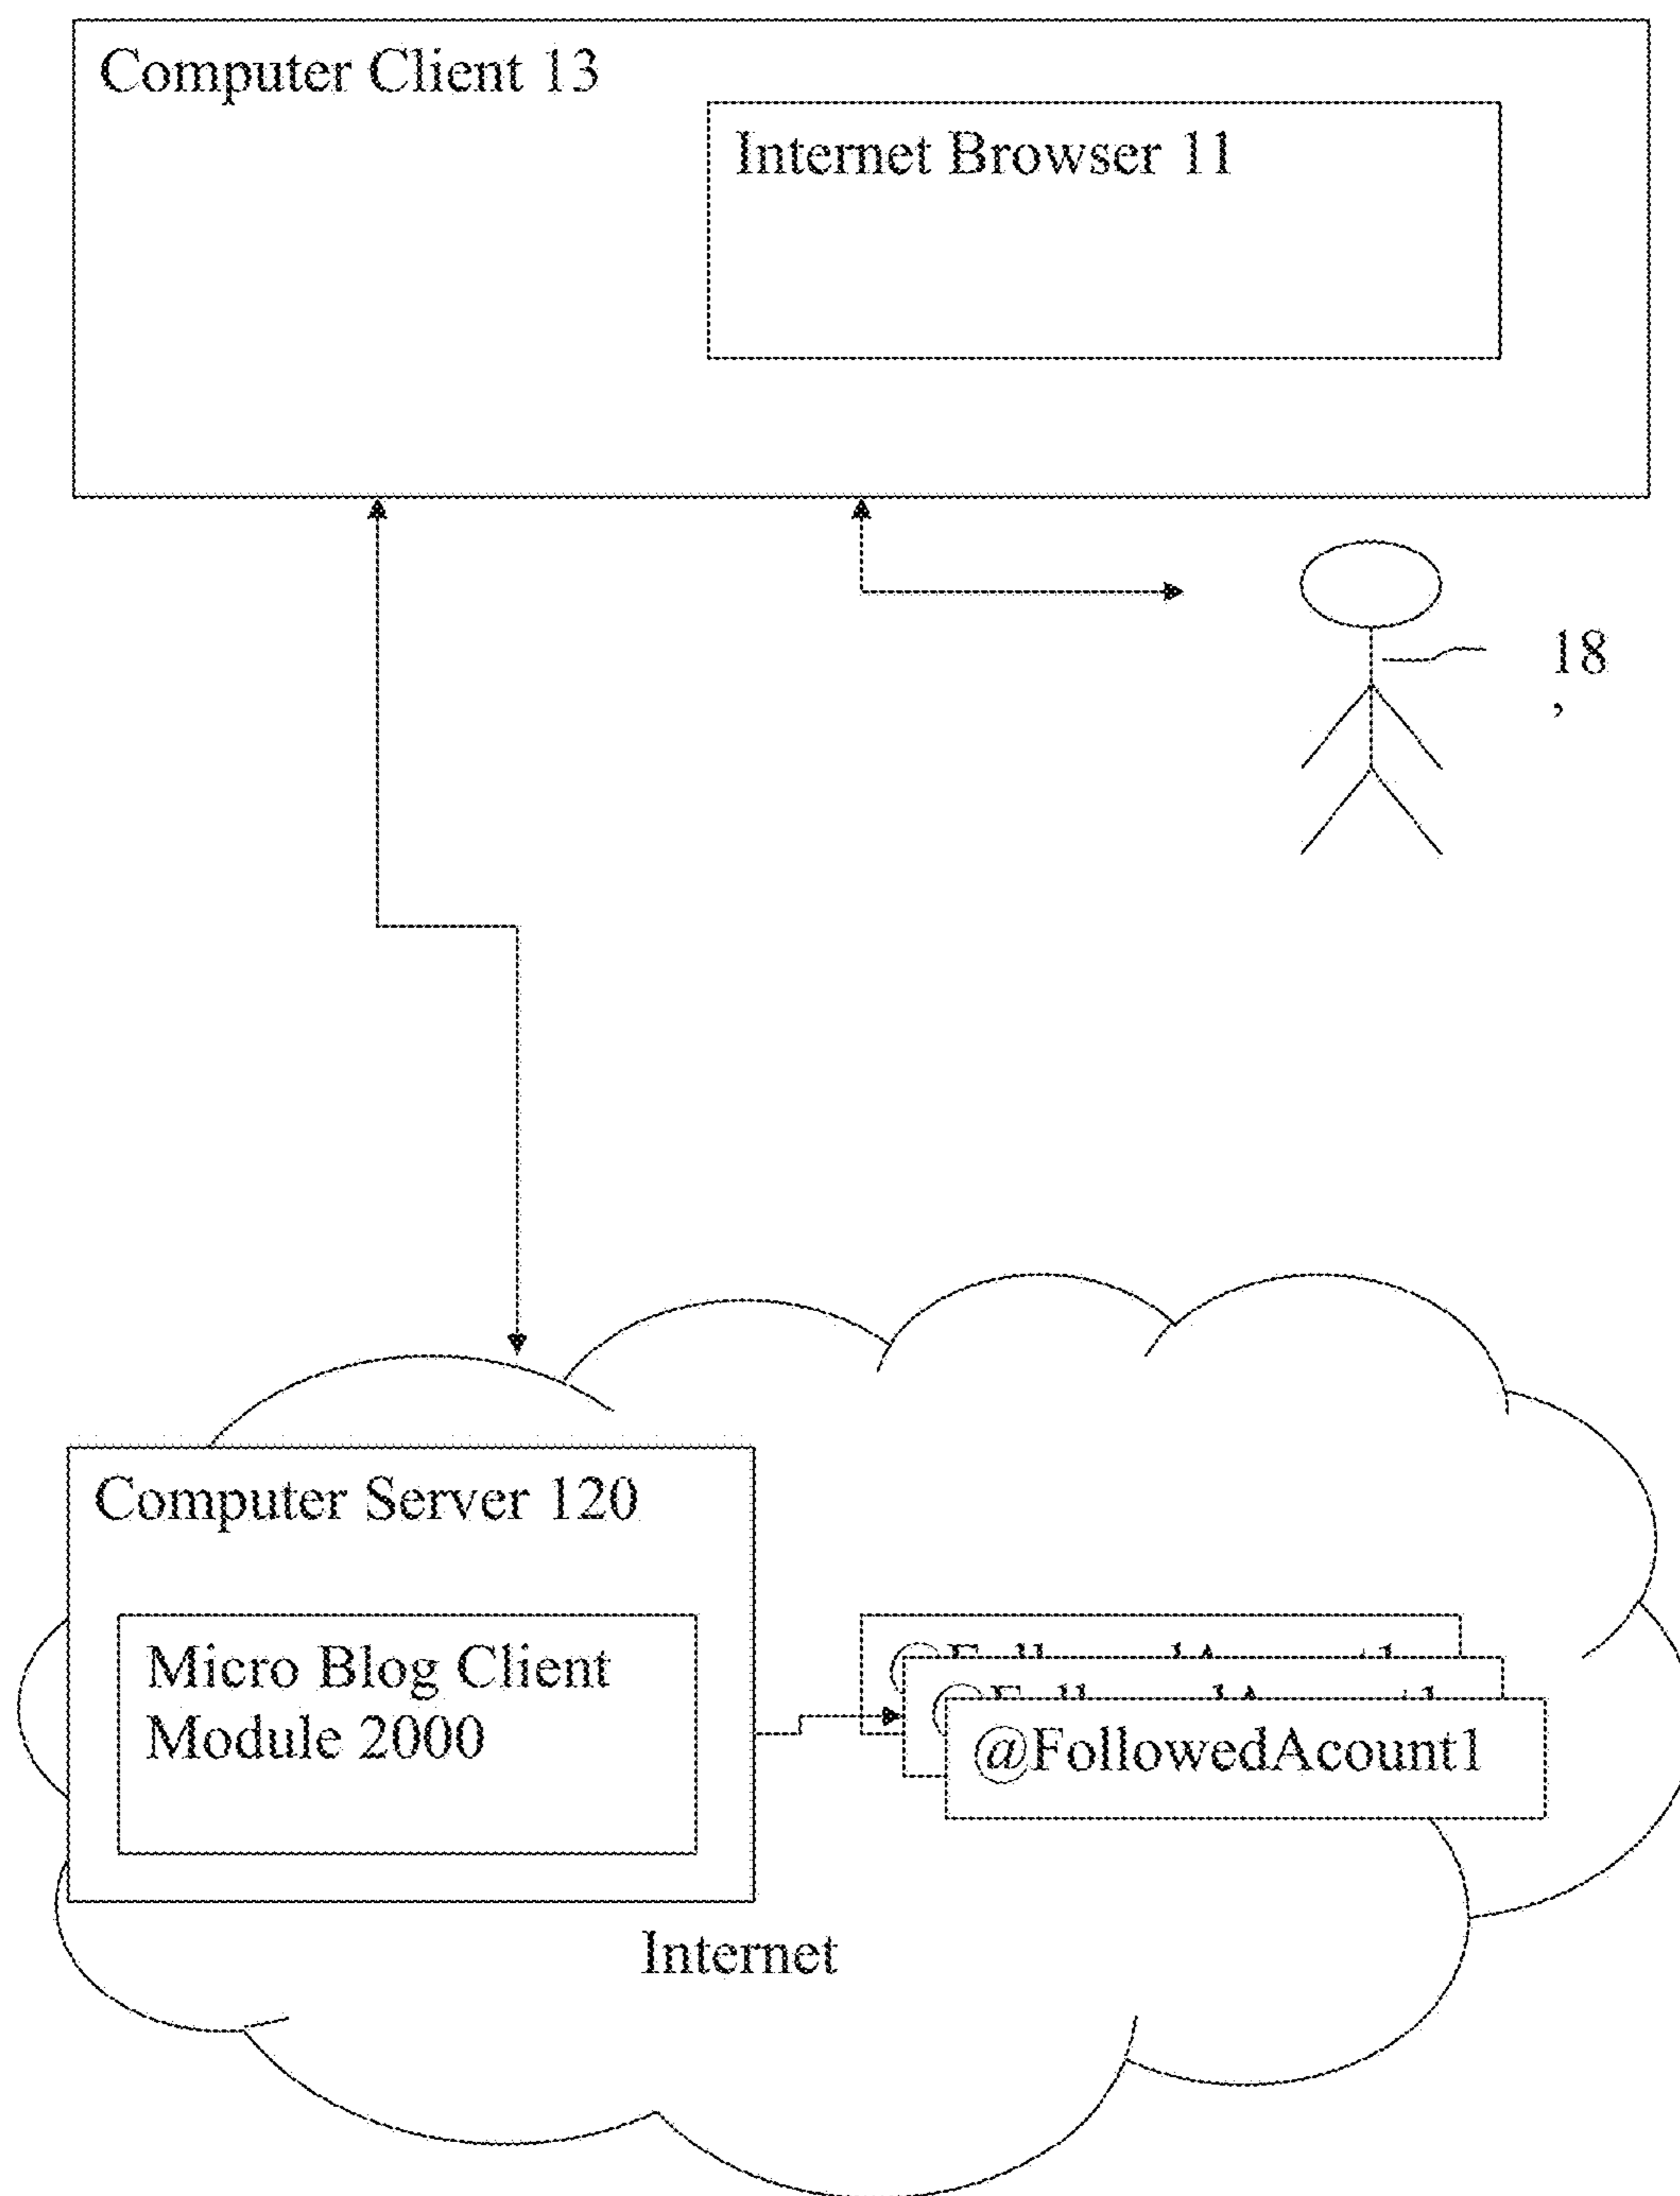 Computer Client 13
Internet Browser 11
18
,
Computer Server 120
Micro Blog Client
Module 2000
@FollowedAcount1
Internet